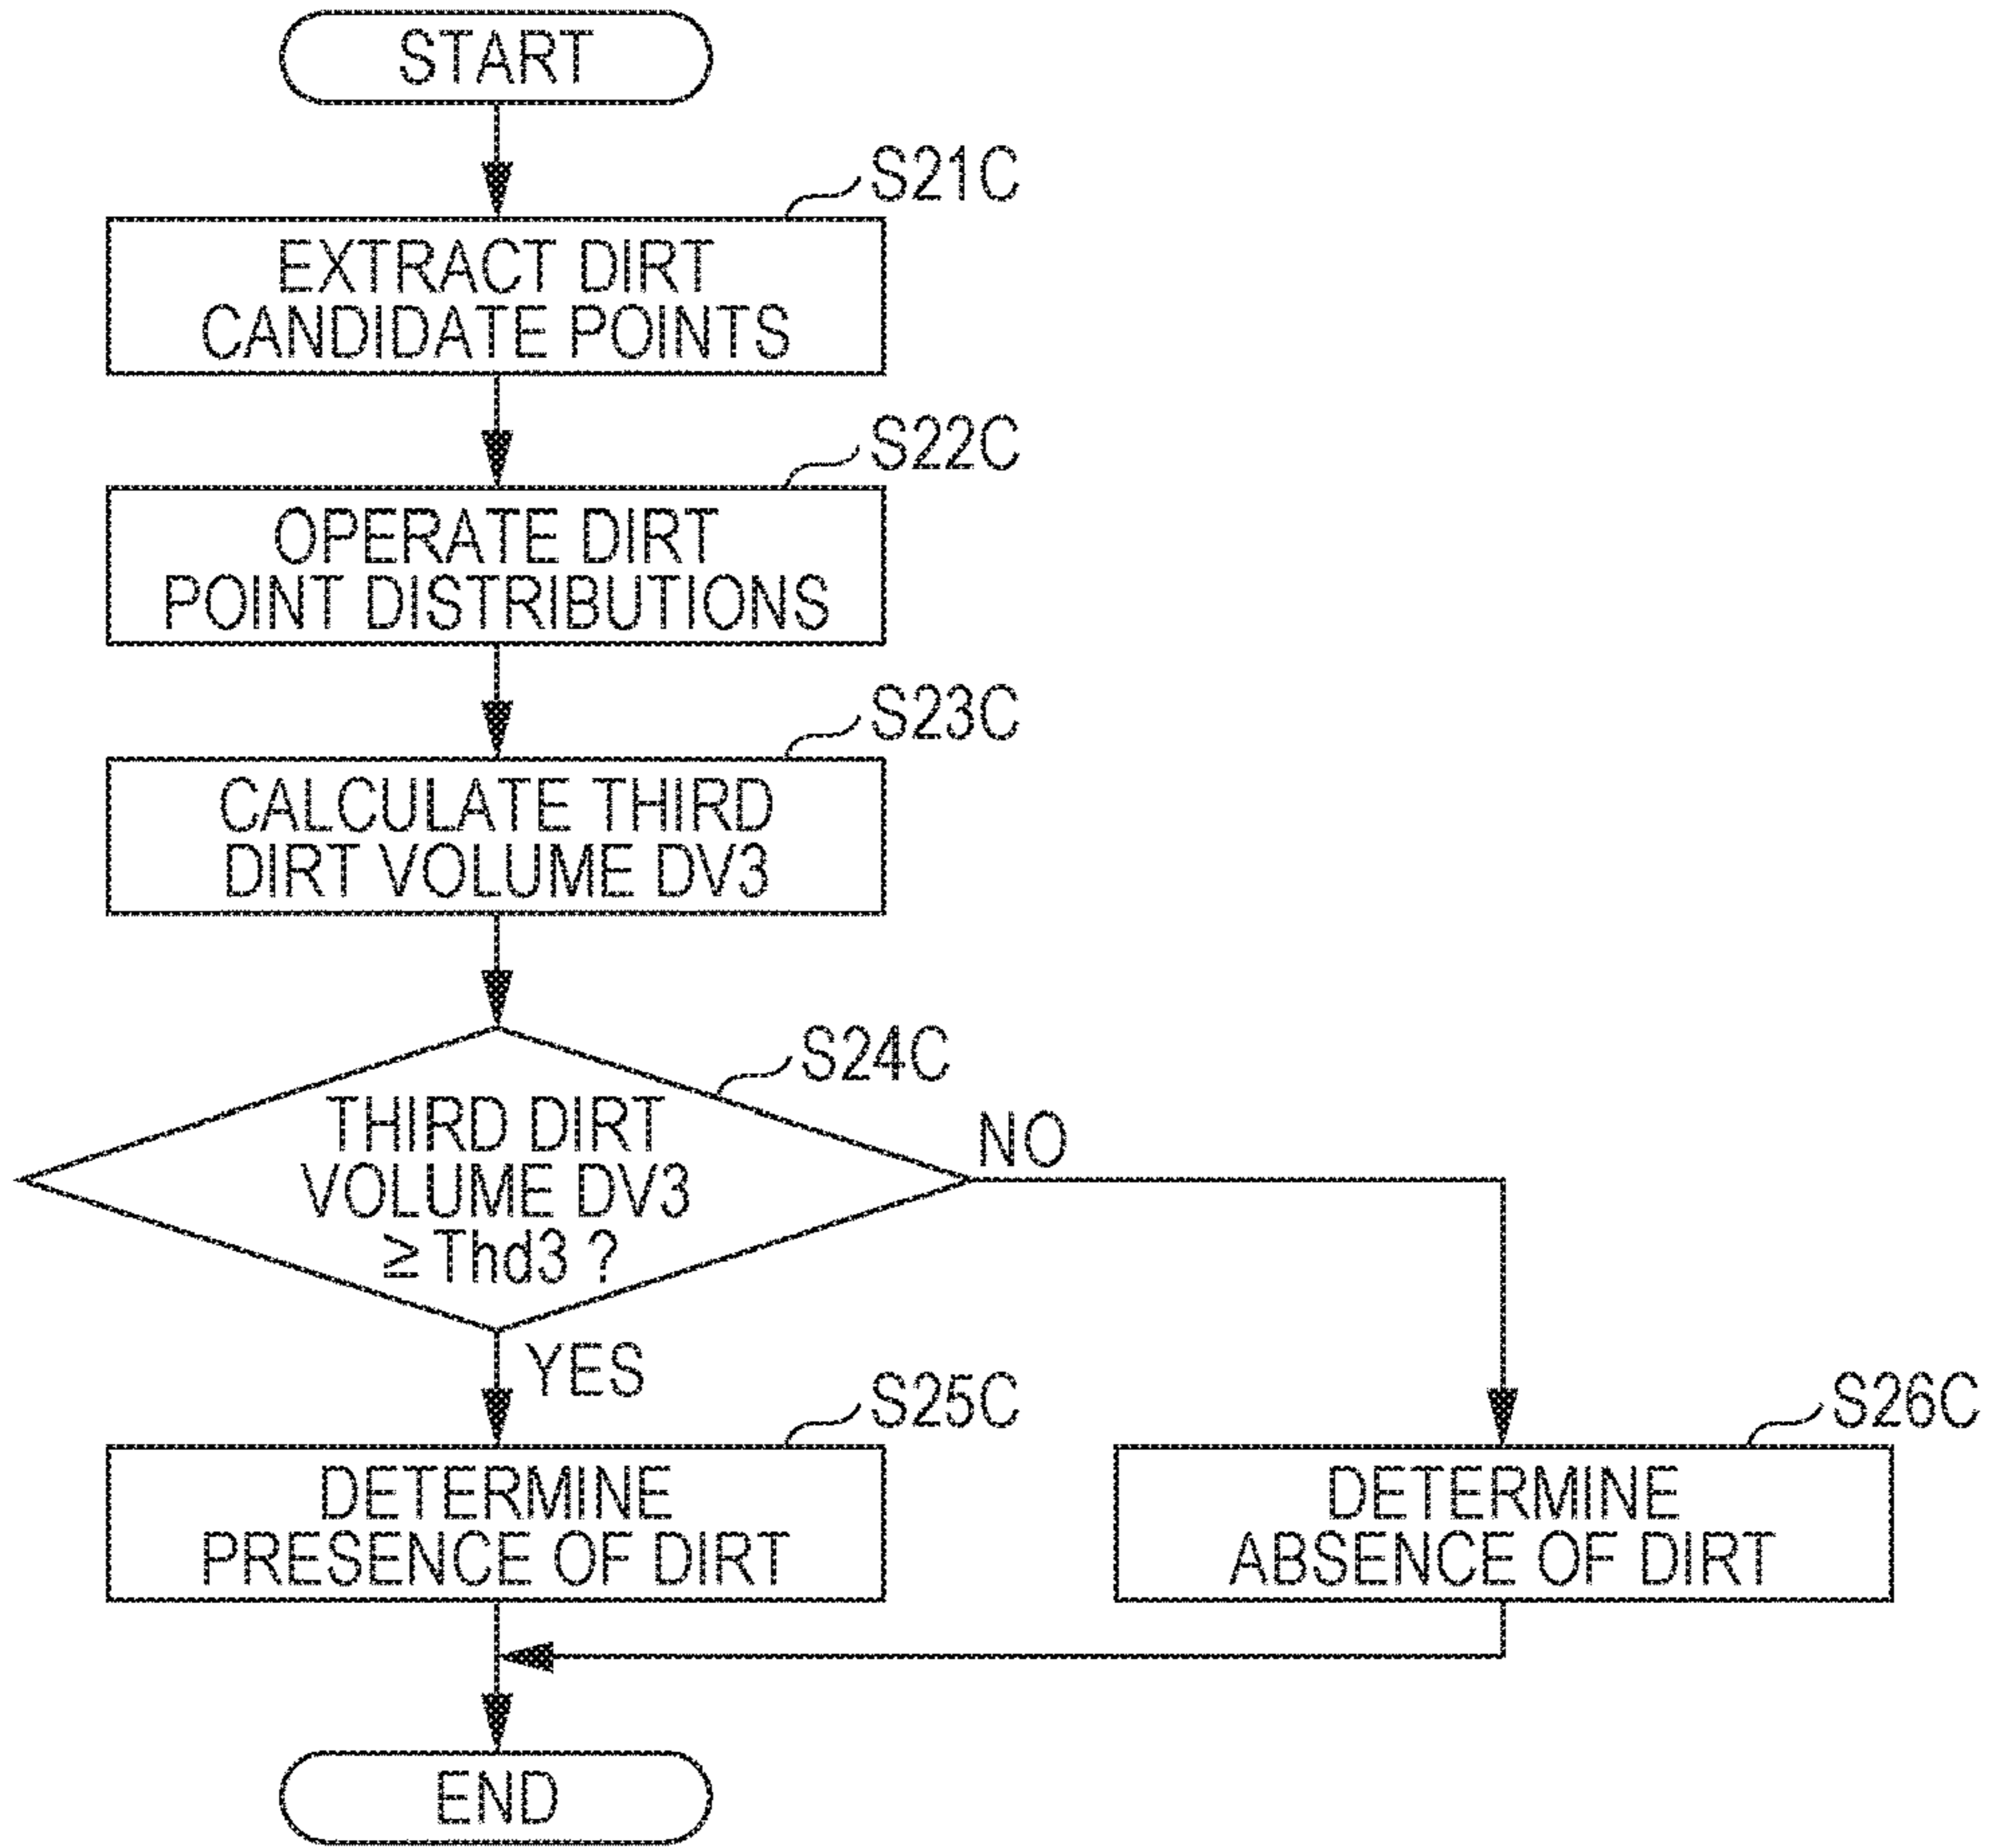 START
S21C
EXTRACT DIRT
CANDIDATE POINTS
S22C
OPERATE DIRT
POINT DISTRIBUTIONS
S23C
CALCULATE THIRD
DIRT VOLUME DV3
S24C
THIRD DIRT
VOLUME DV3
≥ Thd3 ?
NO
YES
S25C
DETERMINE
PRESENCE OF DIRT
S26C
DETERMINE
ABSENCE OF DIRT
END